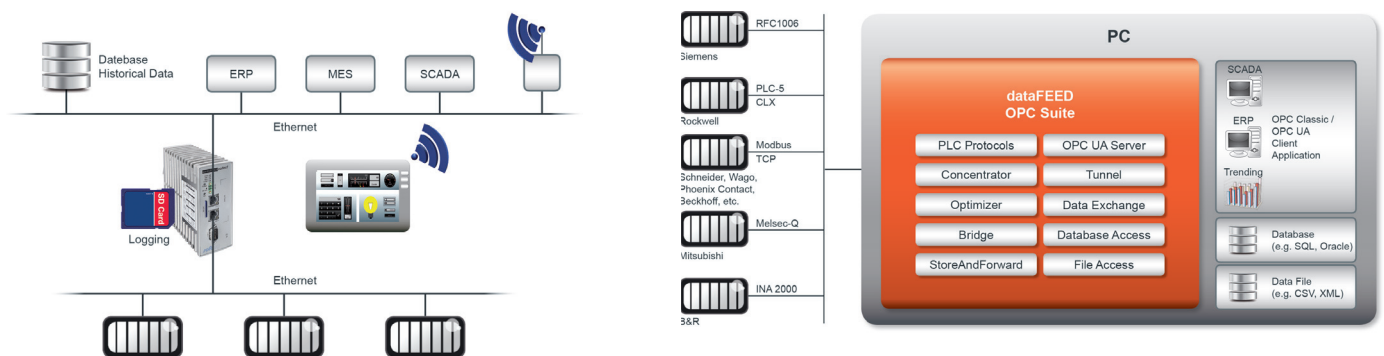 Datebase
Historical Data
ERP
MES
SCADA
Ethernet
SD Card
Logging
Ethernet
RFC1006
Siemens
PLC-5
CLX
Rockwell
Modbus
TCP
Schneider, Wago,
Phoenix Contact,
Beckhoff, etc.
Melsec-Q
Mitsubishi
INA 2000
B&R
PC
dataFEED
OPC Suite
PLC Protocols
OPC UA Server
Concentrator
Tunnel
Optimizer
Data Exchange
Bridge
Database Access
StoreAndForward
File Access
SCADA
ERP
OPC Classic /
OPC UA
Client
Application
Trending
Database
(e.g. SQL, Oracle)
Data File
(e.g. CSV, XML)